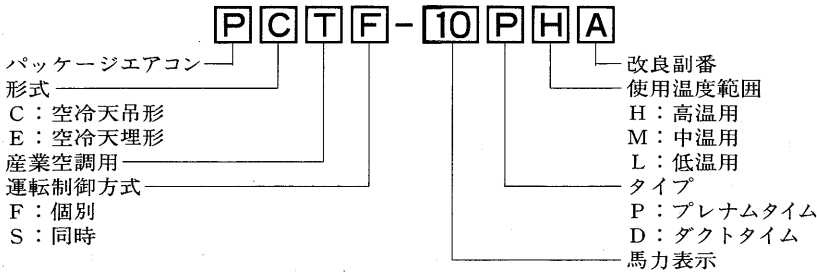 PCTF-10PHA
パッケージエアコン
形式
C：空冷天吊形
E：空冷天埋形
産業空調用
運転制御方式
F：個別
S：同時
改良副番
使用温度範囲
H：高温用
M：中温用
L：低温用
タイプ
P：プレナムタイム
D：ダクトタイム
馬力表示